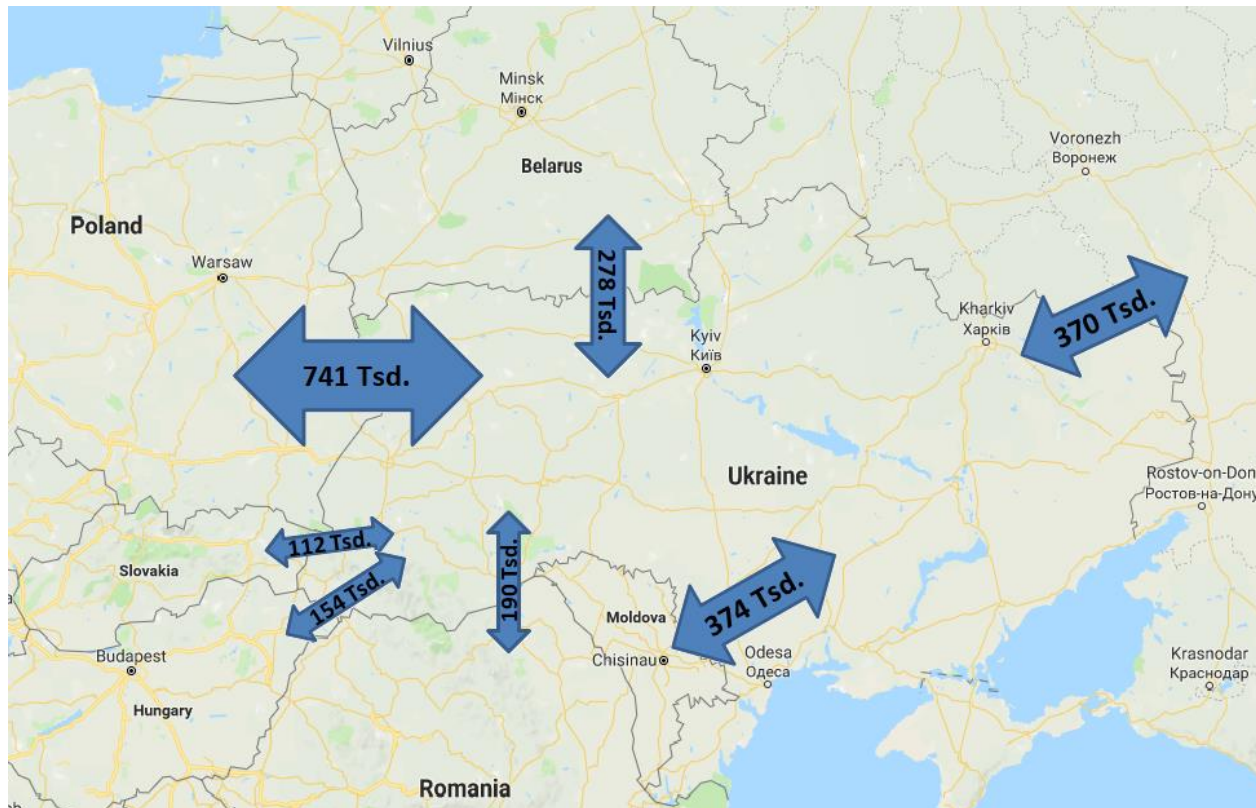 Vilnius
Minsk
Мінск
Voronezh
Воронеж
Belarus
Poland
Warsaw
278 Tsd.
370 Tsd.
Kharkiv
Харків
Kyiv
Київ
741 Tsd.
Ukraine
Rostov-on-Don
Ростов-на-Дону
112 Tsd.
Slovakia
154 Tsd.
190 Tsd.
374 Tsd.
Moldova
Budapest
Chisinau
Odesa
Одеса
Krasnodar
Краснодар
Hungary
Romania